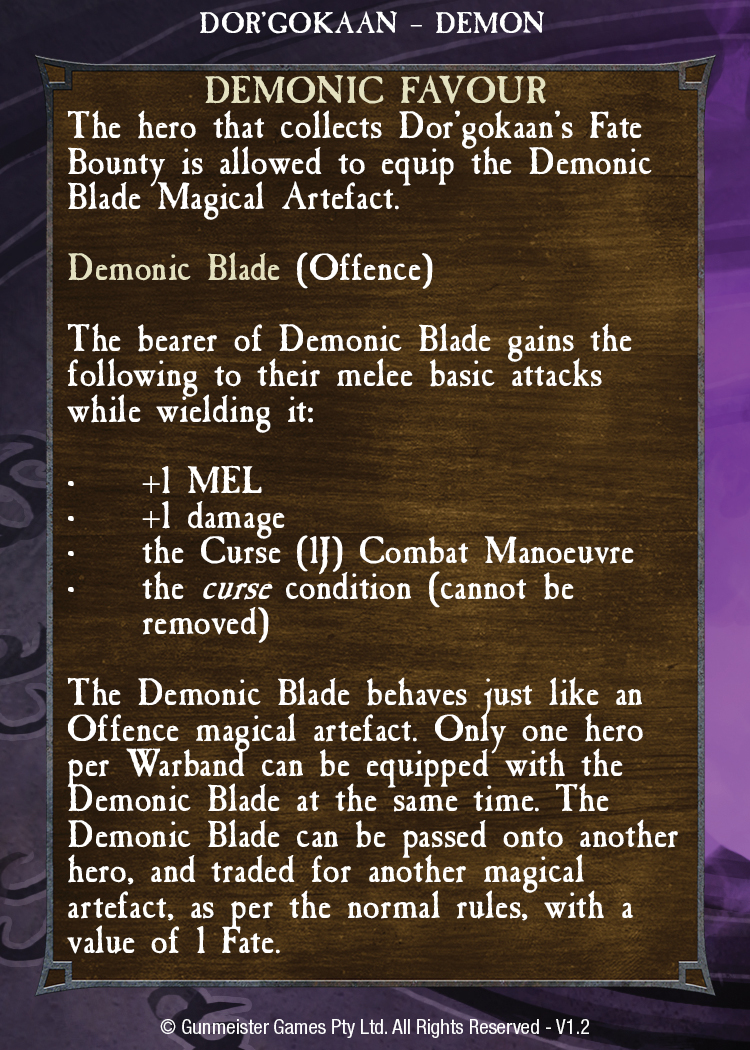 DOR'GOKAAN – DEMON
DEMONIC FAVOUR
The hero that collects Dor'gokaan's Fate
Bounty is allowed to equip the Demonic
Blade Magical Artefact.
Demonic Blade (Offence)
The bearer of Demonic Blade gains the
following to their melee basic attacks
while wielding it:
· +1 MEL
· +1 damage
· the Curse (1J) Combat Manoeuvre
· the curse condition (cannot be
removed)
The Demonic Blade behaves just like an
Offence magical artefact. Only one hero
per Warband can be equipped with the
Demonic Blade at the same time. The
Demonic Blade can be passed onto another
hero, and traded for another magical
artefact, as per the normal rules, with a
value of 1 Fate.
© Gunmeister Games Pty Ltd. All Rights Reserved - V1.2